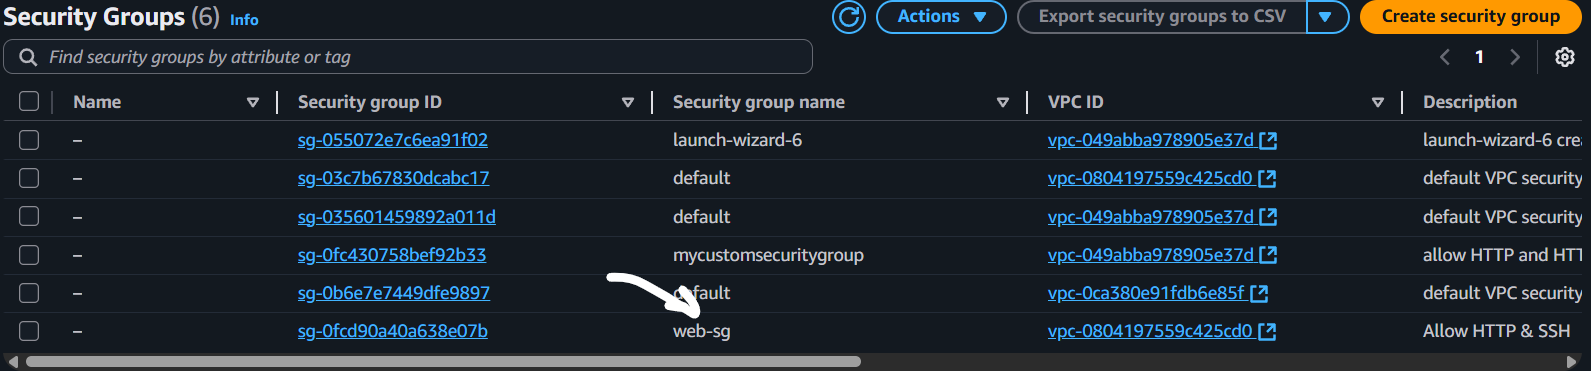 Security Groups (6) Info
Actions
Export security groups to CSV
Create security group
Find security groups by attribute or tag
1
Name Security group ID Security group name VPC ID Description
– sg-055072e7c6ea91f02 launch-wizard-6 vpc-049abba978905e37d launch-wizard-6 cre
– sg-03c7b67830dcabc17 default vpc-0804197559c425cd0 default VPC security
– sg-035601459892a011d default vpc-049abba978905e37d default VPC security
– sg-0fc430758bef92b33 mycustomsecuritygroup vpc-049abba978905e37d allow HTTP and HTT
– sg-0b6e7e7449dfe9897 default vpc-0ca380e91fdb6e85f default VPC security
– sg-0fcd90a40a638e07b web-sg vpc-0804197559c425cd0 Allow HTTP & SSH